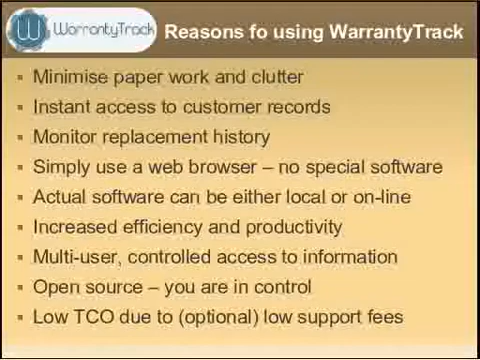 WarrantyTrack
Reasons fo using WarrantyTrack
Minimise paper work and clutter
Instant access to customer records
Monitor replacement history
Simply use a web browser – no special software
Actual software can be either local or on-line
Increased efficiency and productivity
Multi-user, controlled access to information
Open source – you are in control
Low TCO due to (optional) low support fees